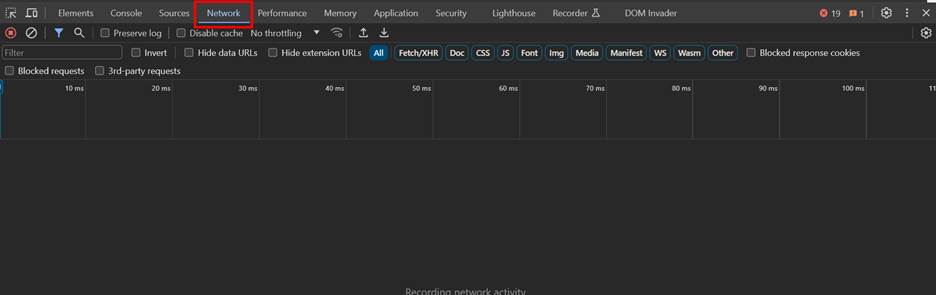 Elements Console Sources Network Performance Memory Application Security Lighthouse Recorder DOM Invader 19 1
Preserve log Disable cache No throttling
Filter Invert Hide data URLs Hide extension URLs All Fetch/XHR Doc CSS JS Font Img Media Manifest WS Wasm Other Blocked response cookies
Blocked requests 3rd-party requests
10 ms 20 ms 30 ms 40 ms 50 ms 60 ms 70 ms 80 ms 90 ms 100 ms 11
Recording network activity